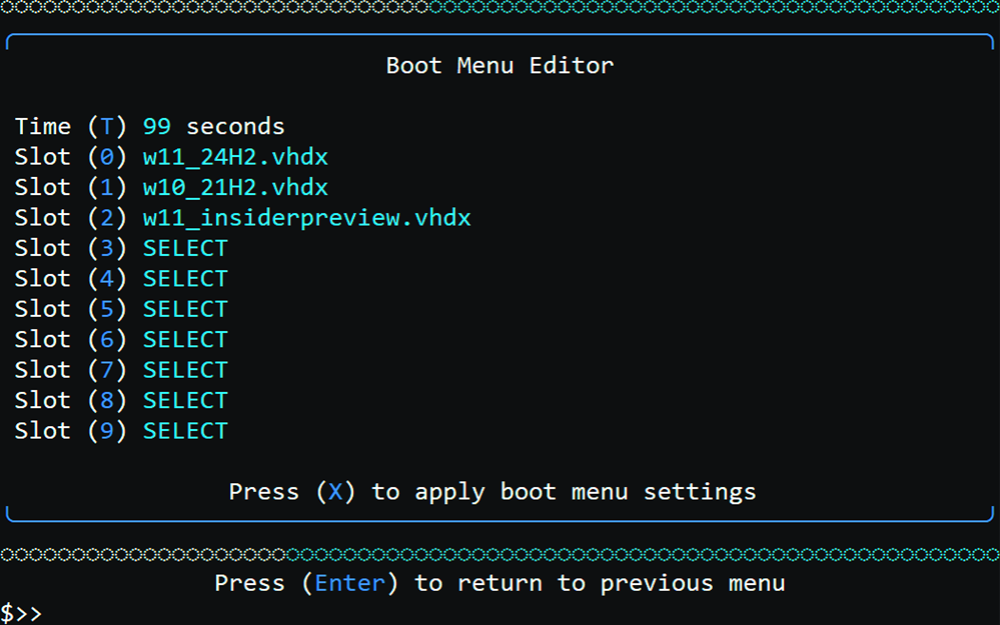 Boot Menu Editor
Time (T) 99 seconds
Slot (0) w11_24H2.vhdx
Slot (1) w10_21H2.vhdx
Slot (2) w11_insiderpreview.vhdx
Slot (3) SELECT
Slot (4) SELECT
Slot (5) SELECT
Slot (6) SELECT
Slot (7) SELECT
Slot (8) SELECT
Slot (9) SELECT
Press (X) to apply boot menu settings
Press (Enter) to return to previous menu
$>>